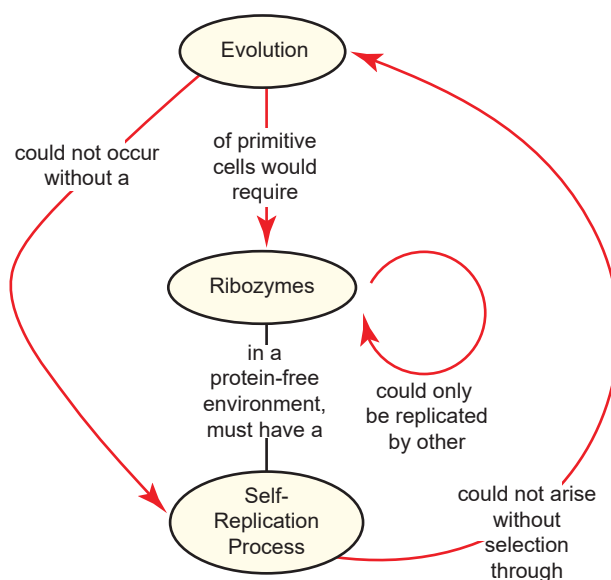 Evolution
could not occur
without a
of primitive
cells would
require
Ribozymes
could only
be replicated
by other
in a
protein-free
environment,
must have a
Self-
Replication
Process
could not arise
without
selection
through